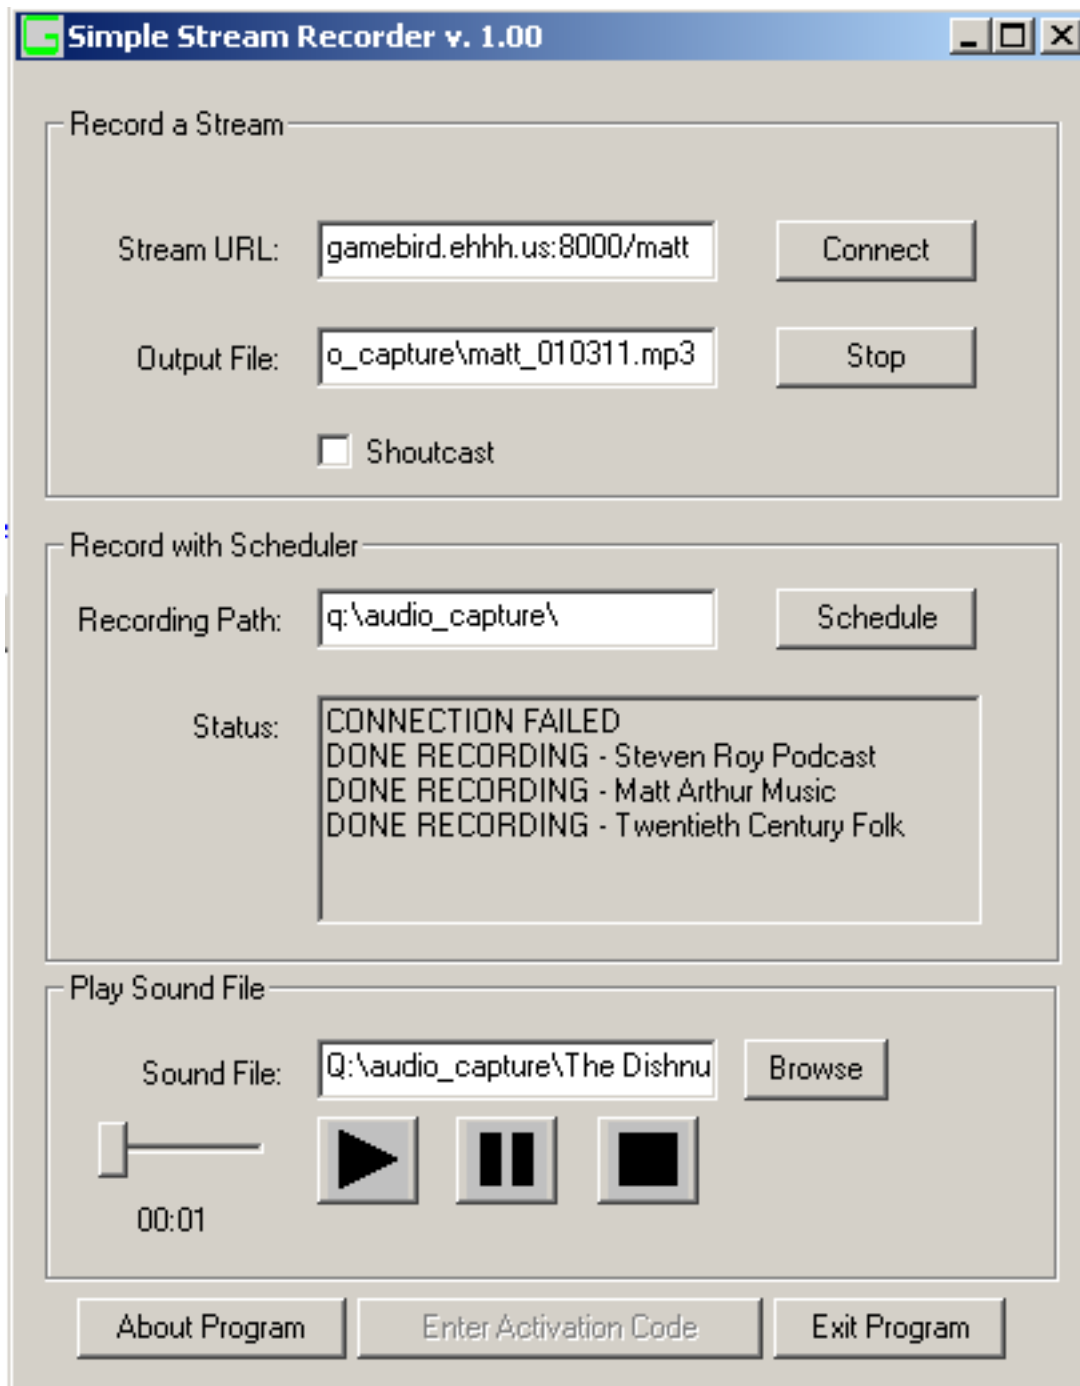 Simple Stream Recorder v. 1.00
Record a Stream
Stream URL: gamebird.ehhh.us:8000/matt Connect
Output File: o_capture\matt_010311.mp3 Stop
Shoutcast
Record with Scheduler
Recording Path: q:\audio_capture\ Schedule
Status:
CONNECTION FAILED
DONE RECORDING - Steven Roy Podcast
DONE RECORDING - Matt Arthur Music
DONE RECORDING - Twentieth Century Folk
Play Sound File
Sound File: Q:\audio_capture\The Dishnu Browse
00:01
About Program Enter Activation Code Exit Program